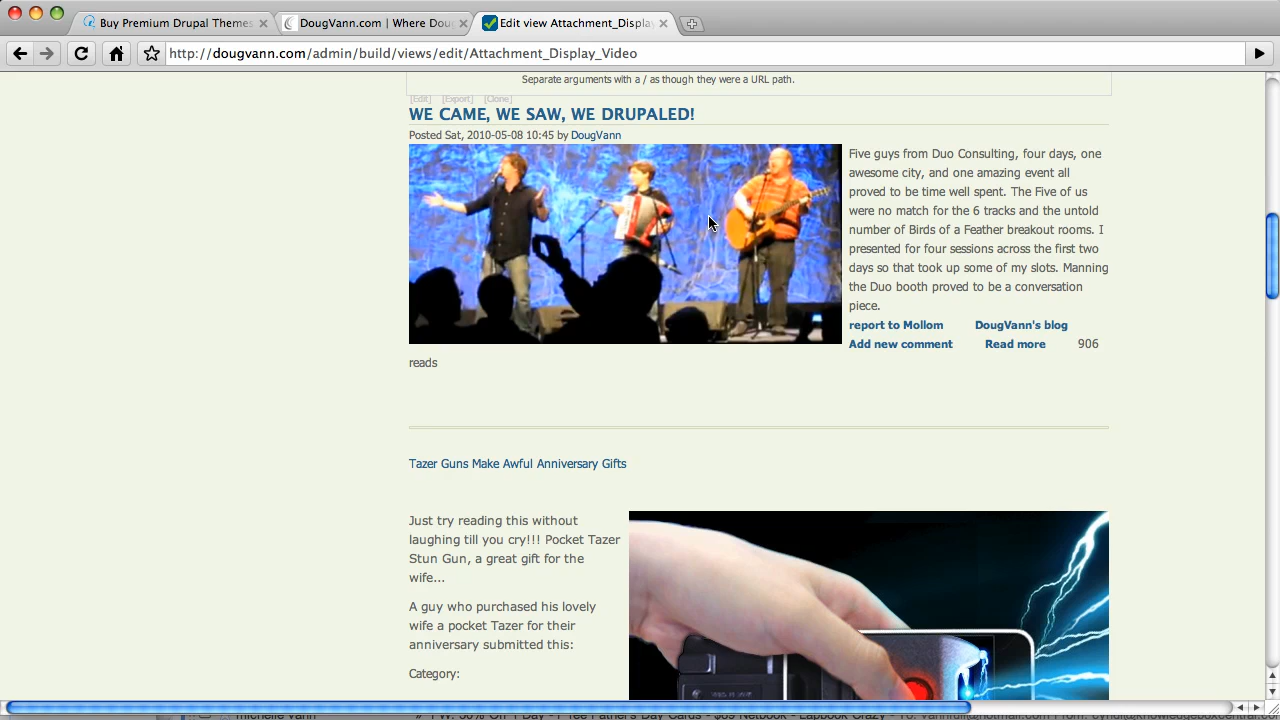 Buy Premium Drupal Themes
DougVann.com | Where Dou
Edit view Attachment_Displa
http://dougvann.com/admin/build/views/edit/Attachment_Display_Video
Separate arguments with a / as though they were a URL path.
[Edit] [Export] [Clone]
WE CAME, WE SAW, WE DRUPALED!
Posted Sat, 2010-05-08 10:45 by DougVann
Five guys from Duo Consulting, four days, one
awesome city, and one amazing event all
proved to be time well spent. The Five of us
were no match for the 6 tracks and the untold
number of Birds of a Feather breakout rooms. I
presented for four sessions across the first two
days so that took up some of my slots. Manning
the Duo booth proved to be a conversation
piece.
report to Mollom DougVann's blog
Add new comment Read more 906
reads
Tazer Guns Make Awful Anniversary Gifts
Just try reading this without
laughing till you cry!!! Pocket Tazer
Stun Gun, a great gift for the
wife...
A guy who purchased his lovely
wife a pocket Tazer for their
anniversary submitted this:
Category: